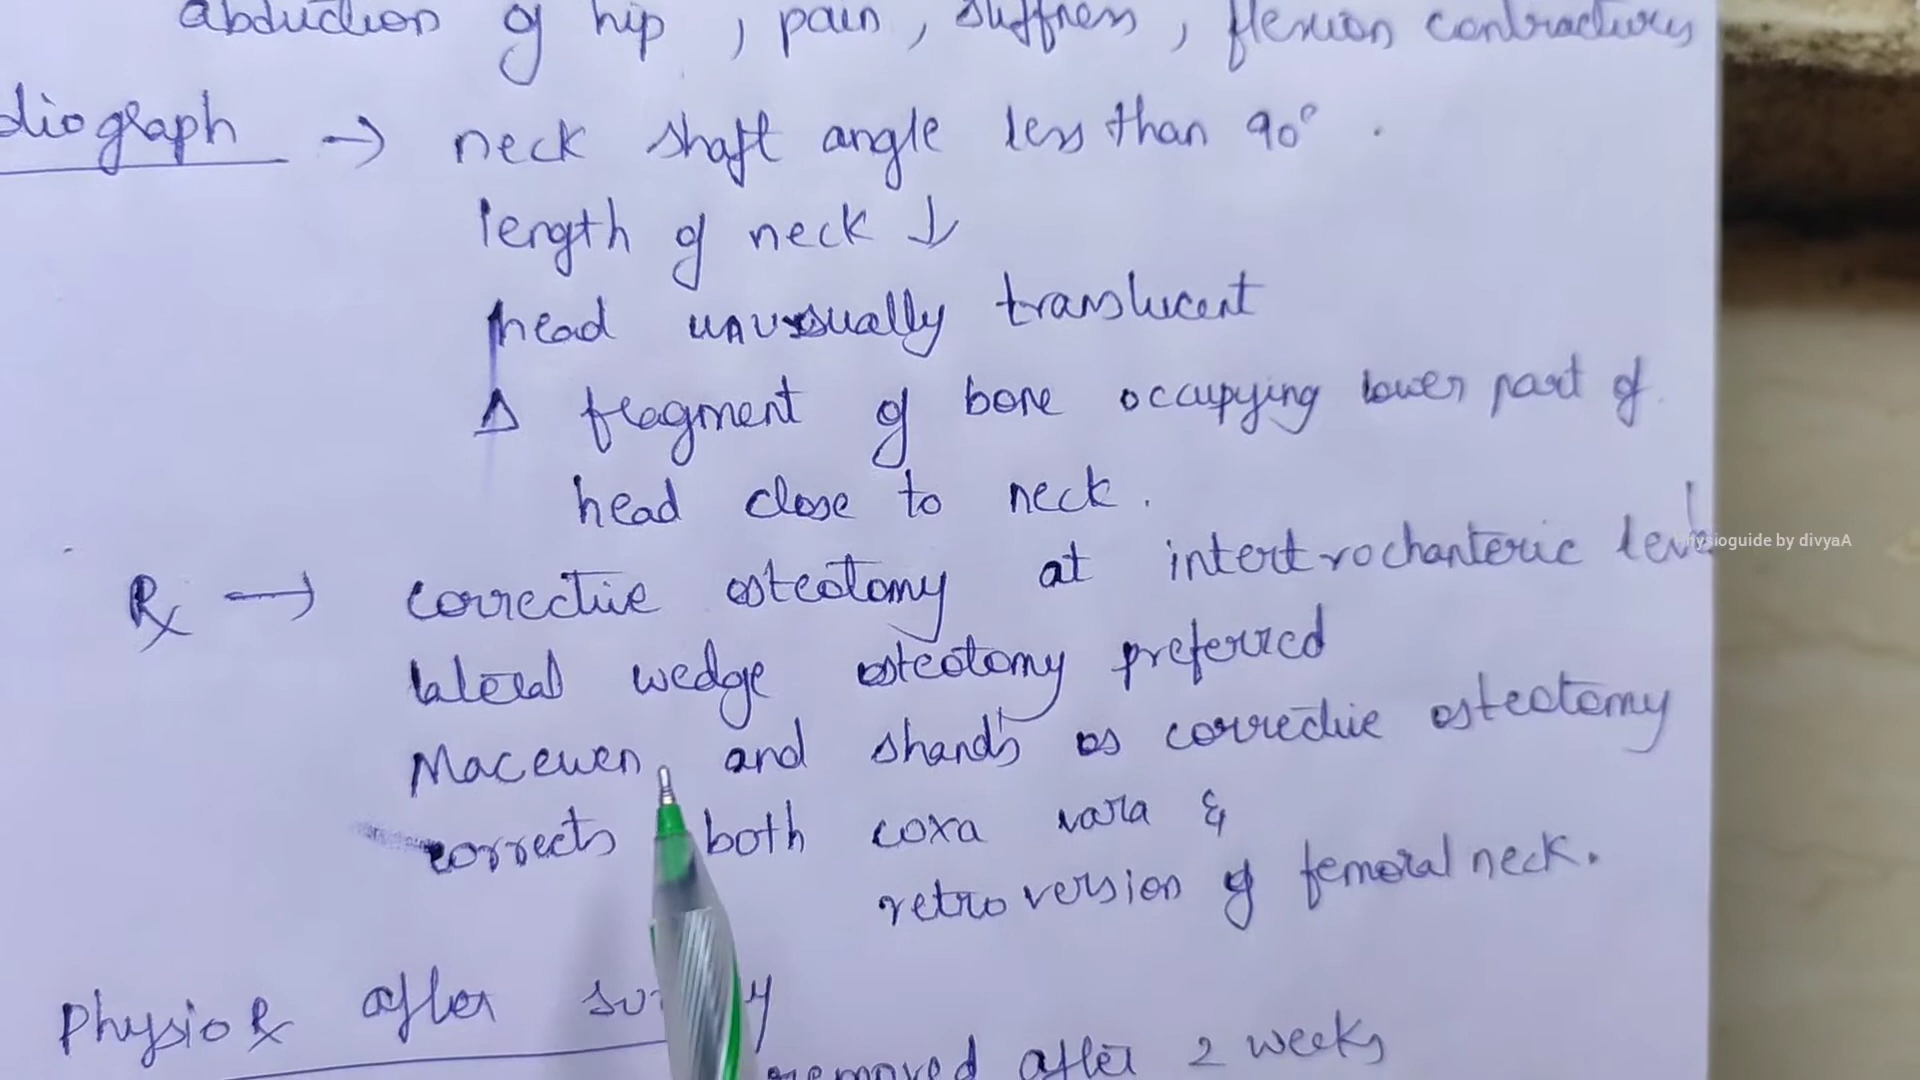 abduction of hip, pain, stiffness, flexion contractures
diograph → neck shaft angle less than 90° .
length of neck ↓
head unusually translucent
Δ fragment of bone occupying lower part of
head close to neck .
Rx → corrective osteotomy at intertrochanteric level
Physioguide by divyaA
lateral wedge osteotomy preferred
Macewen and shand's as corrective osteotomy
corrects both coxa vara &
retroversion of femoral neck.
Physio Rx after
removed after 2 weeks